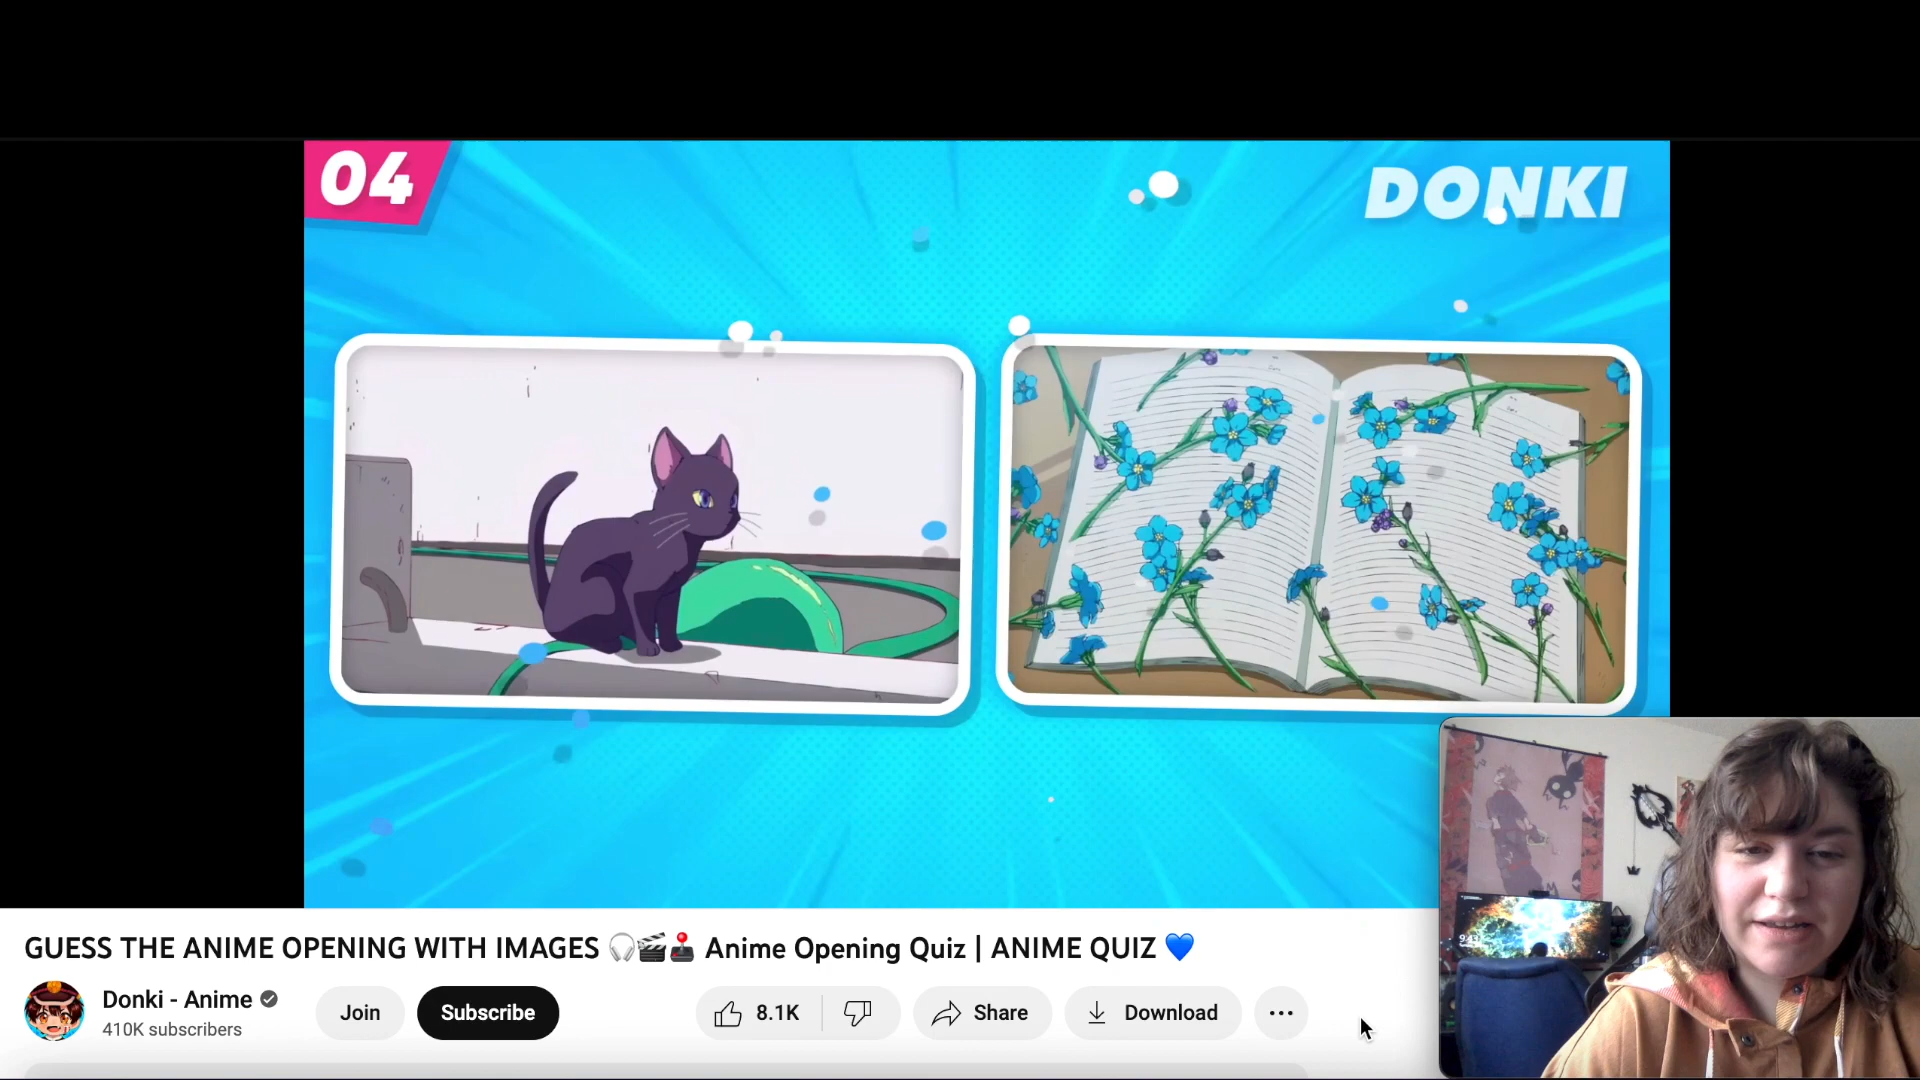 04
DONKI
GUESS THE ANIME OPENING WITH IMAGES 🎧🎬🕹️ Anime Opening Quiz | ANIME QUIZ 💙
Donki - Anime
410K subscribers
Join
Subscribe
8.1K
Share
Download